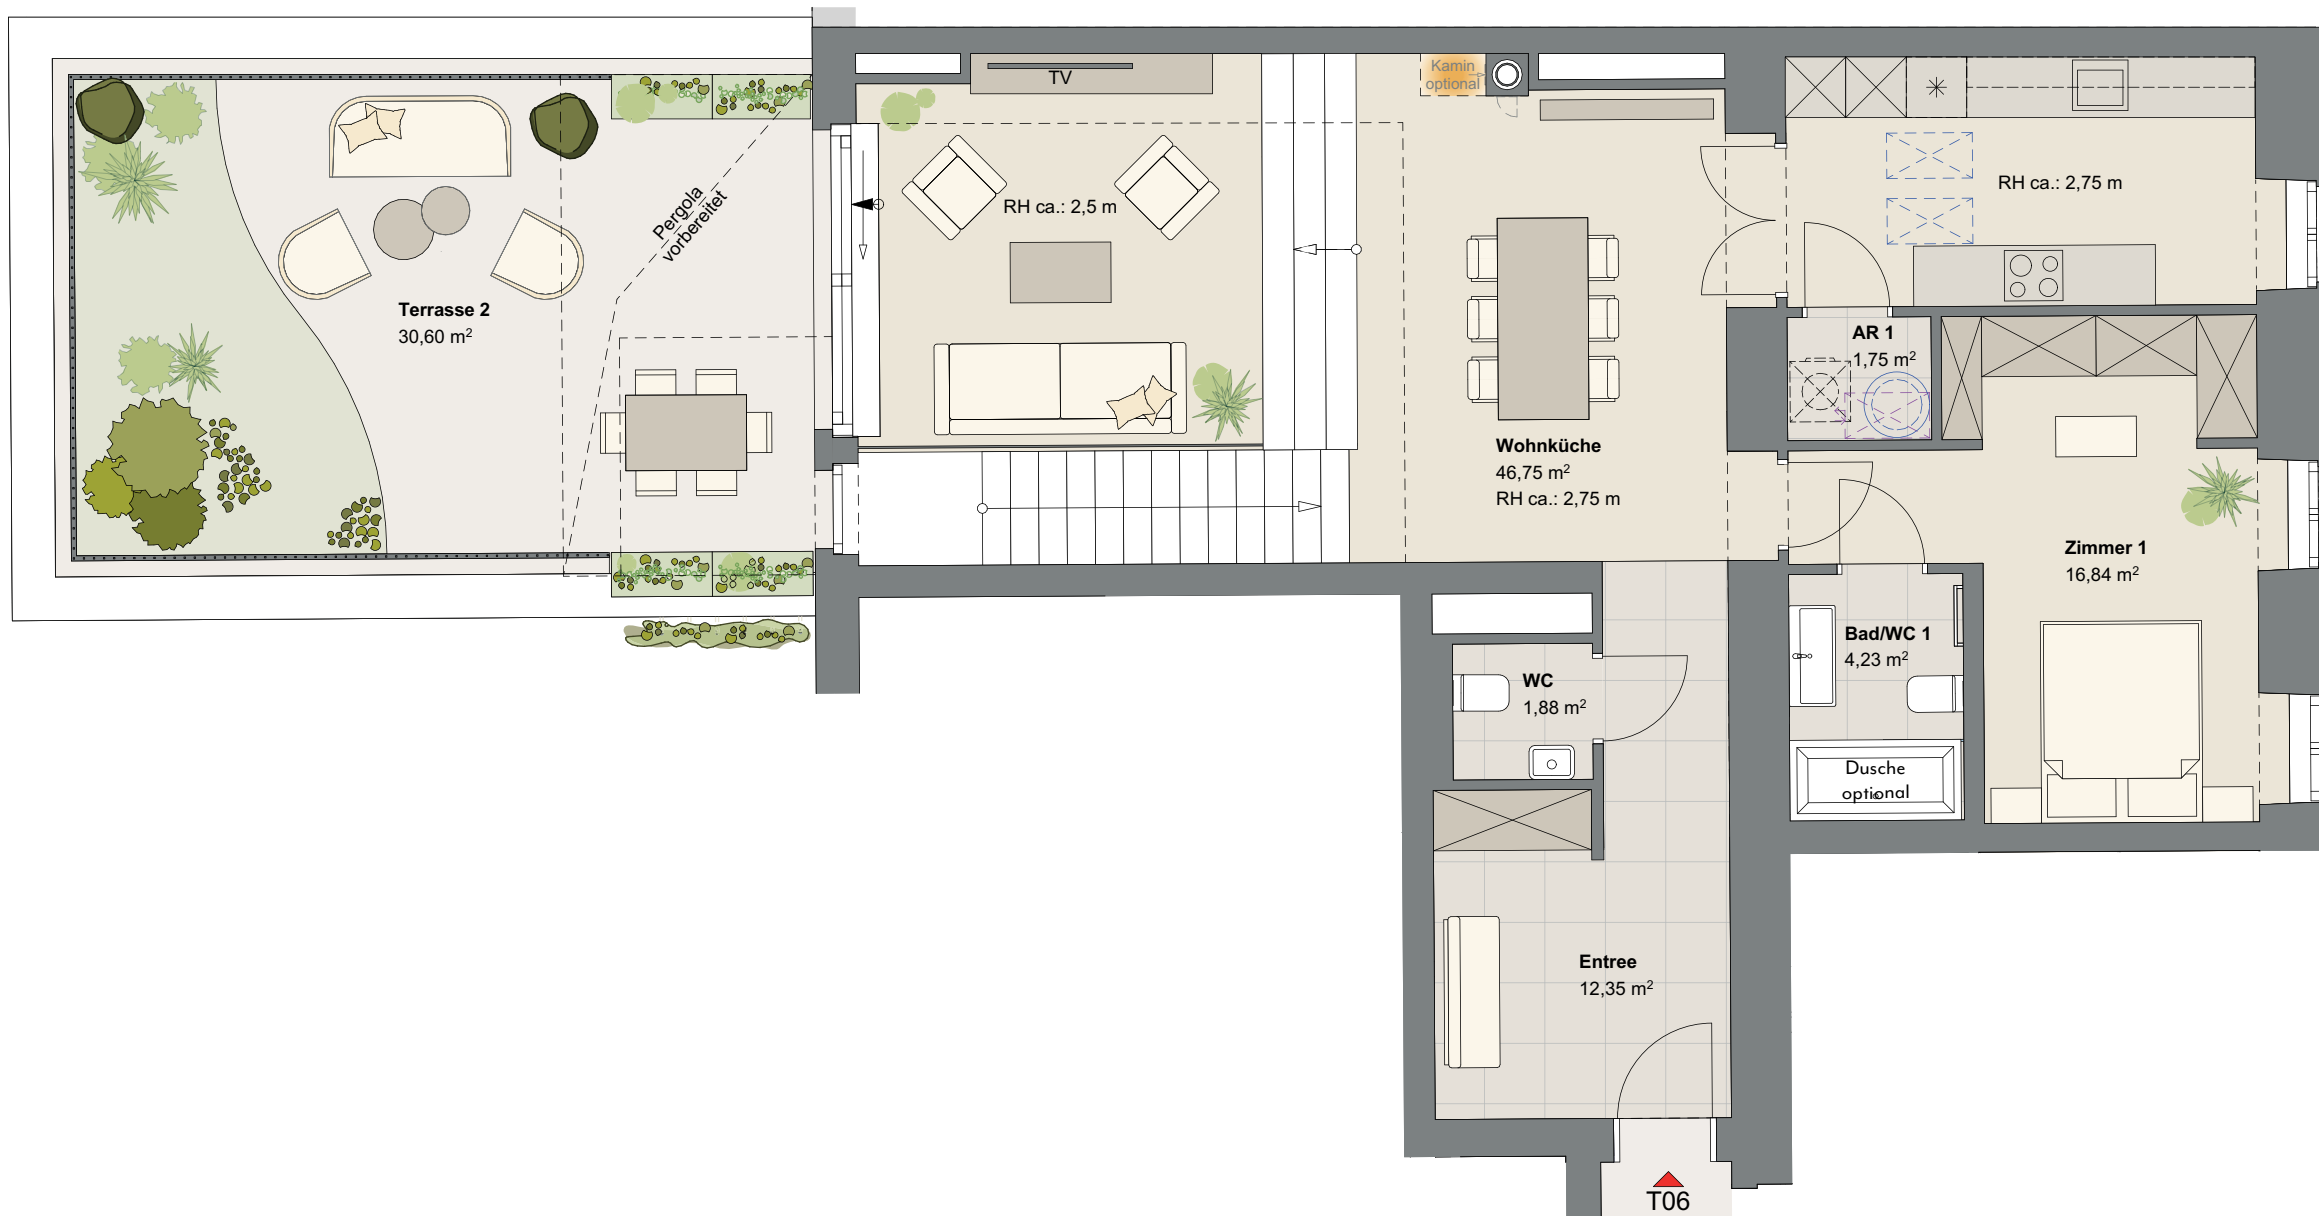 TV
Kamin
optional
RH ca.: 2,75 m
RH ca.: 2,5 m
Pergola
vorbereitet
Terrasse 2
30,60 m²
AR 1
1,75 m²
Wohnküche
46,75 m²
RH ca.: 2,75 m
Zimmer 1
16,84 m²
Bad/WC 1
4,23 m²
WC
1,88 m²
Dusche
optional
Entree
12,35 m²
T06